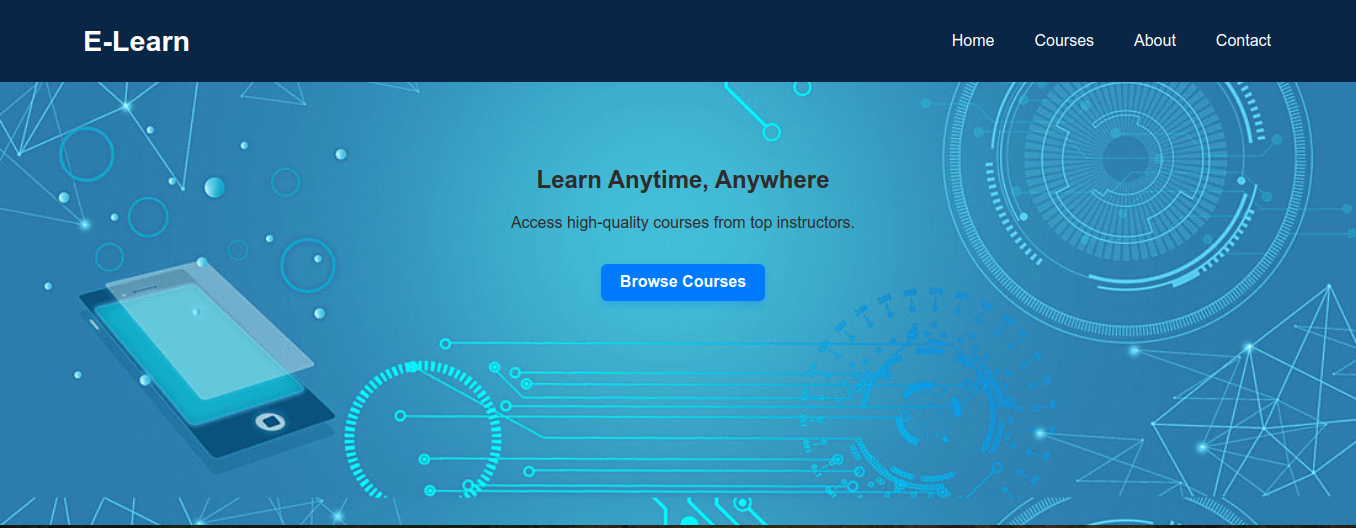 E-Learn
Home Courses About Contact
Learn Anytime, Anywhere
Access high-quality courses from top instructors.
Browse Courses